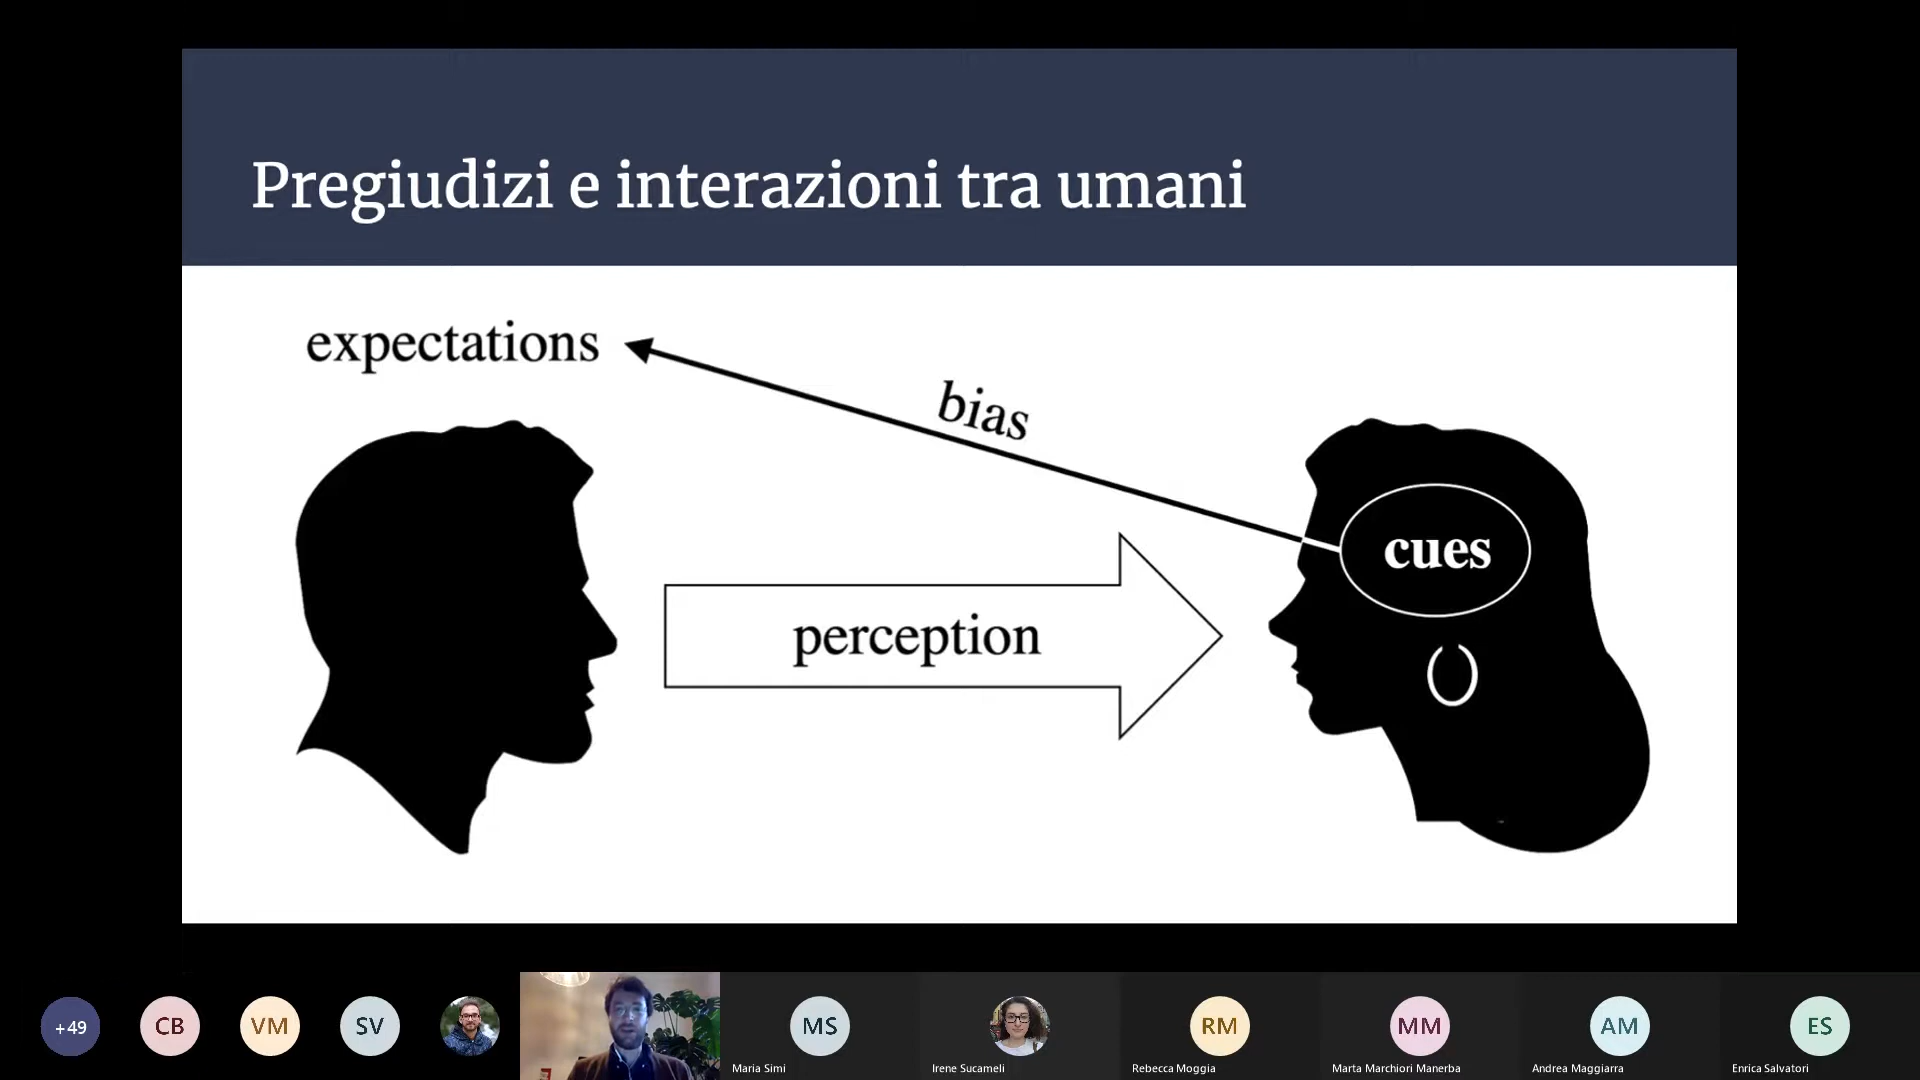 Pregiudizi e interazioni tra umani
expectations
bias
cues
perception
+49
CB
VM
SV
MS
RM
MM
AM
ES
Maria Simi
Irene Sucameli
Rebecca Moggia
Marta Marchiori Manerba
Andrea Maggiarra
Enrica Salvatori